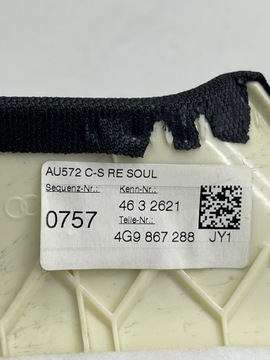 AU572 C-S RE SOUL
Sequenz-Nr.: Kenn-Nr.:
46 3 2621
0757 Teile-Nr.:
4G9 867 288 JY1